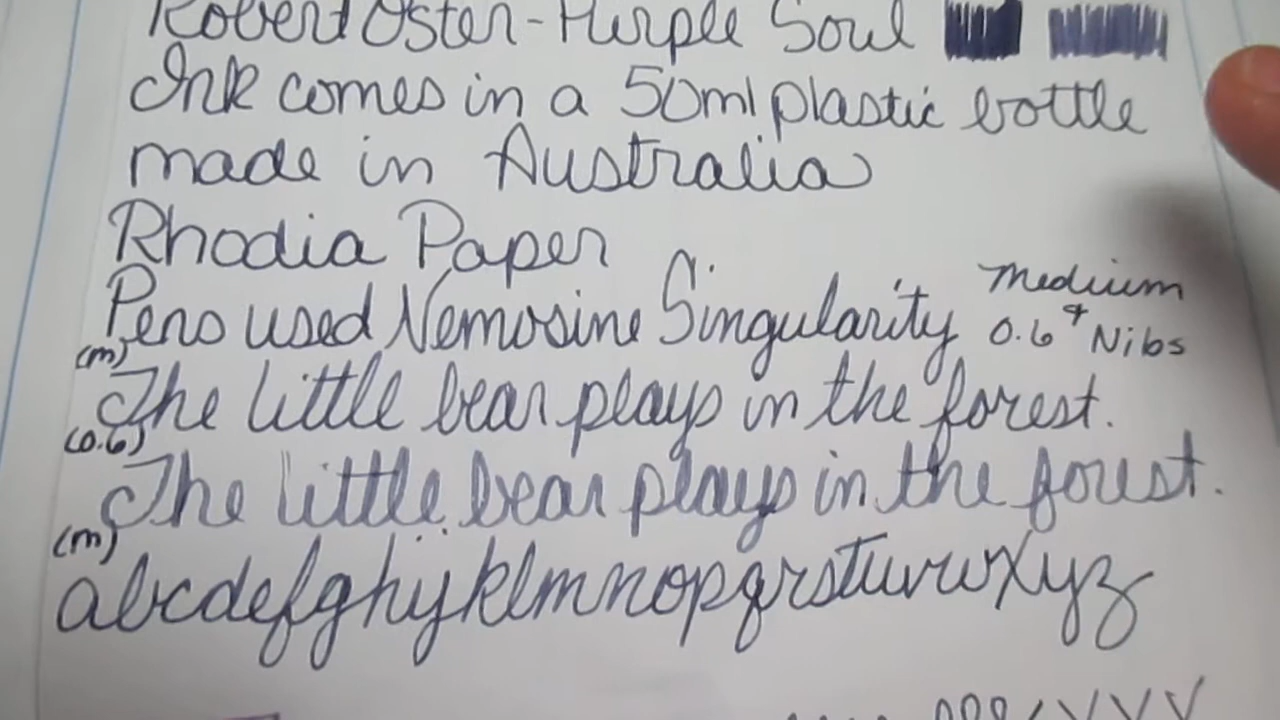 Robert Oster - Purple Soul
Ink comes in a 50ml plastic bottle
made in Australia
Rhodia Paper
Pens used Nemosine Singularity Medium + 0.6 Nibs
(m)
The little bear plays in the forest.
(0.6)
The little bear plays in the forest.
(m)
abcdefghijklmnopqrstuvwxyz